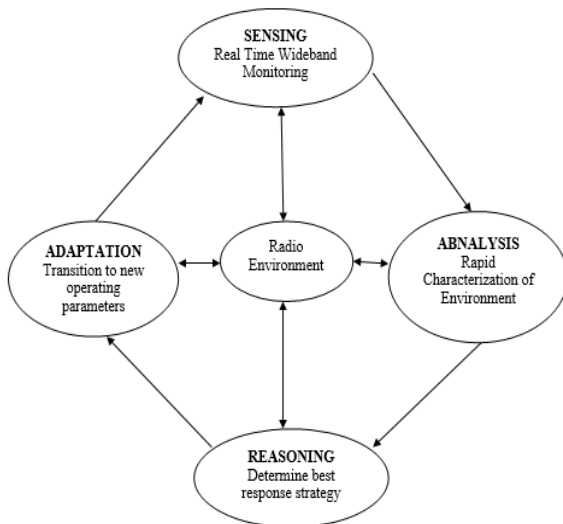 SENSING
Real Time Wideband
Monitoring
ADAPTATION
Transition to new
operating
parameters
Radio
Environment
ABNALYSIS
Rapid
Characterization of
Environment
REASONING
Determine best
response strategy